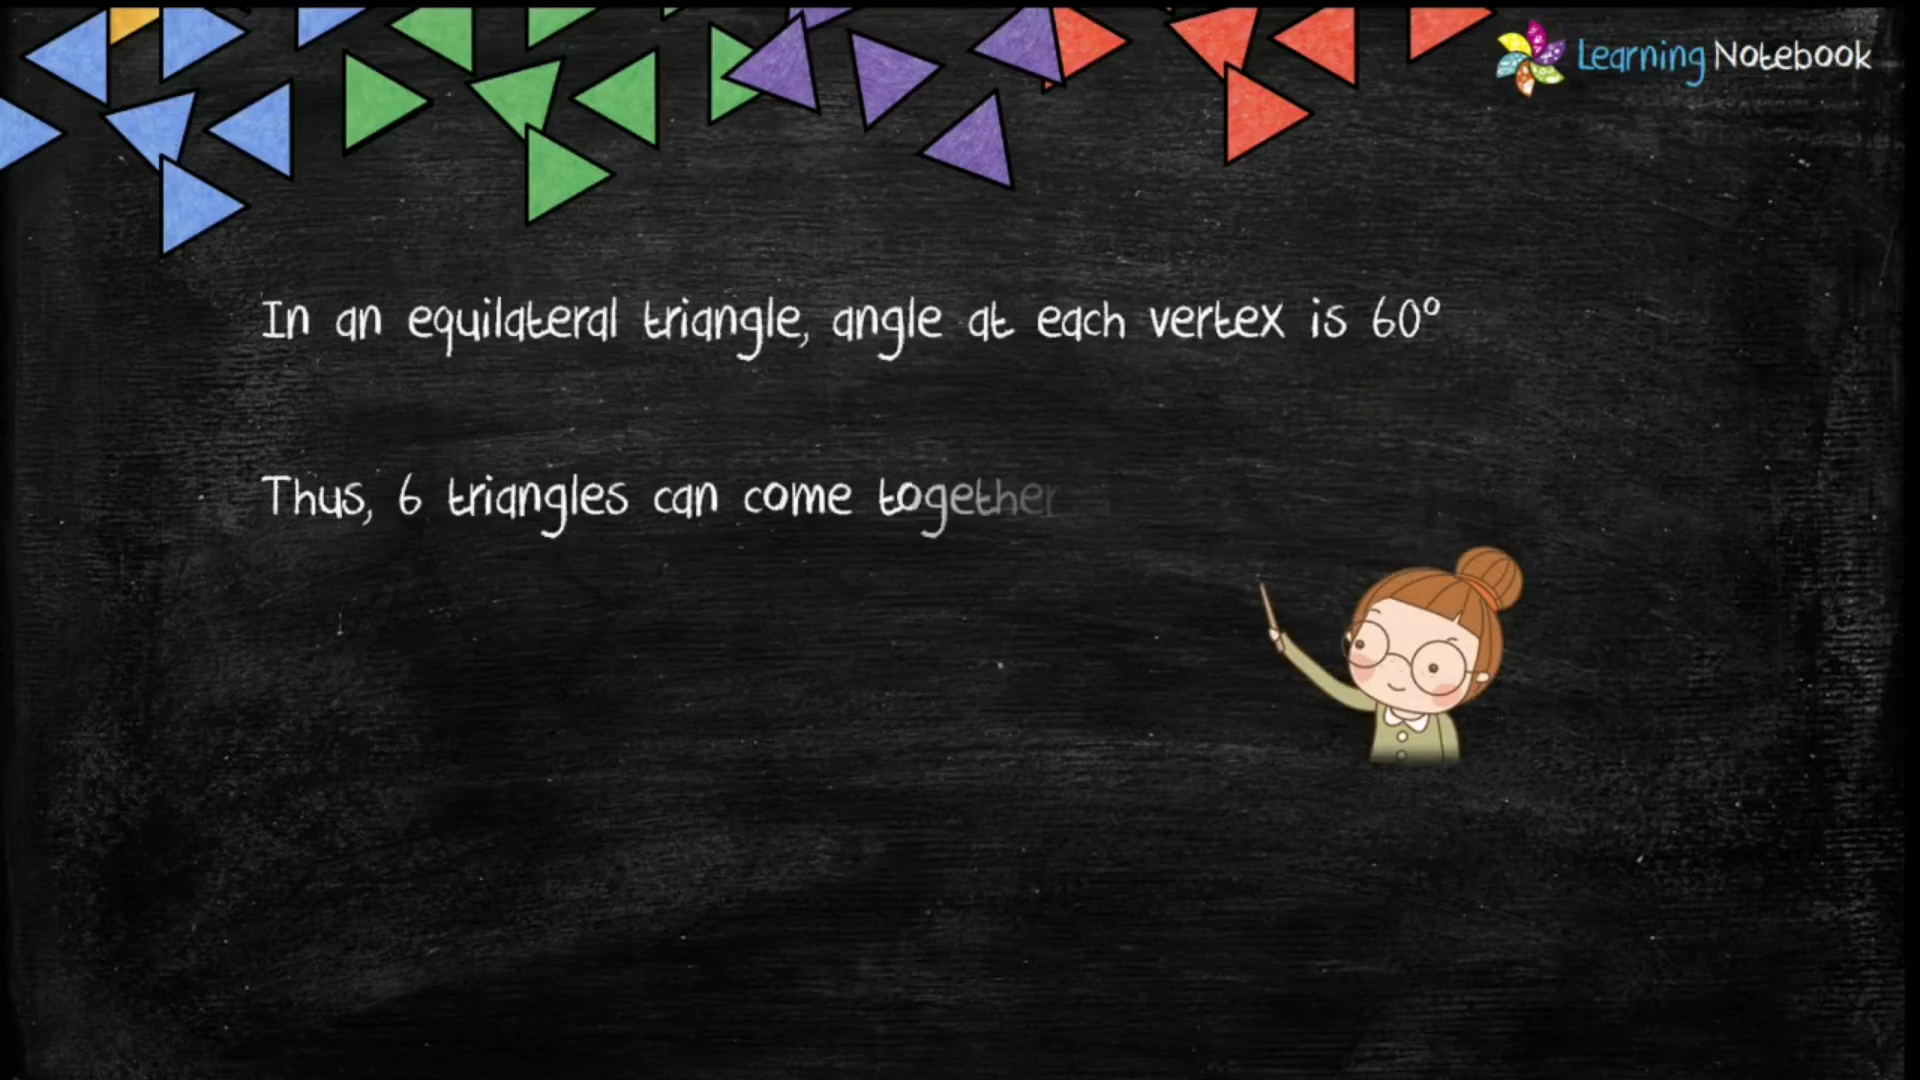 Learning Notebook
In an equilateral triangle, angle at each vertex is 60°
Thus, 6 triangles can come together